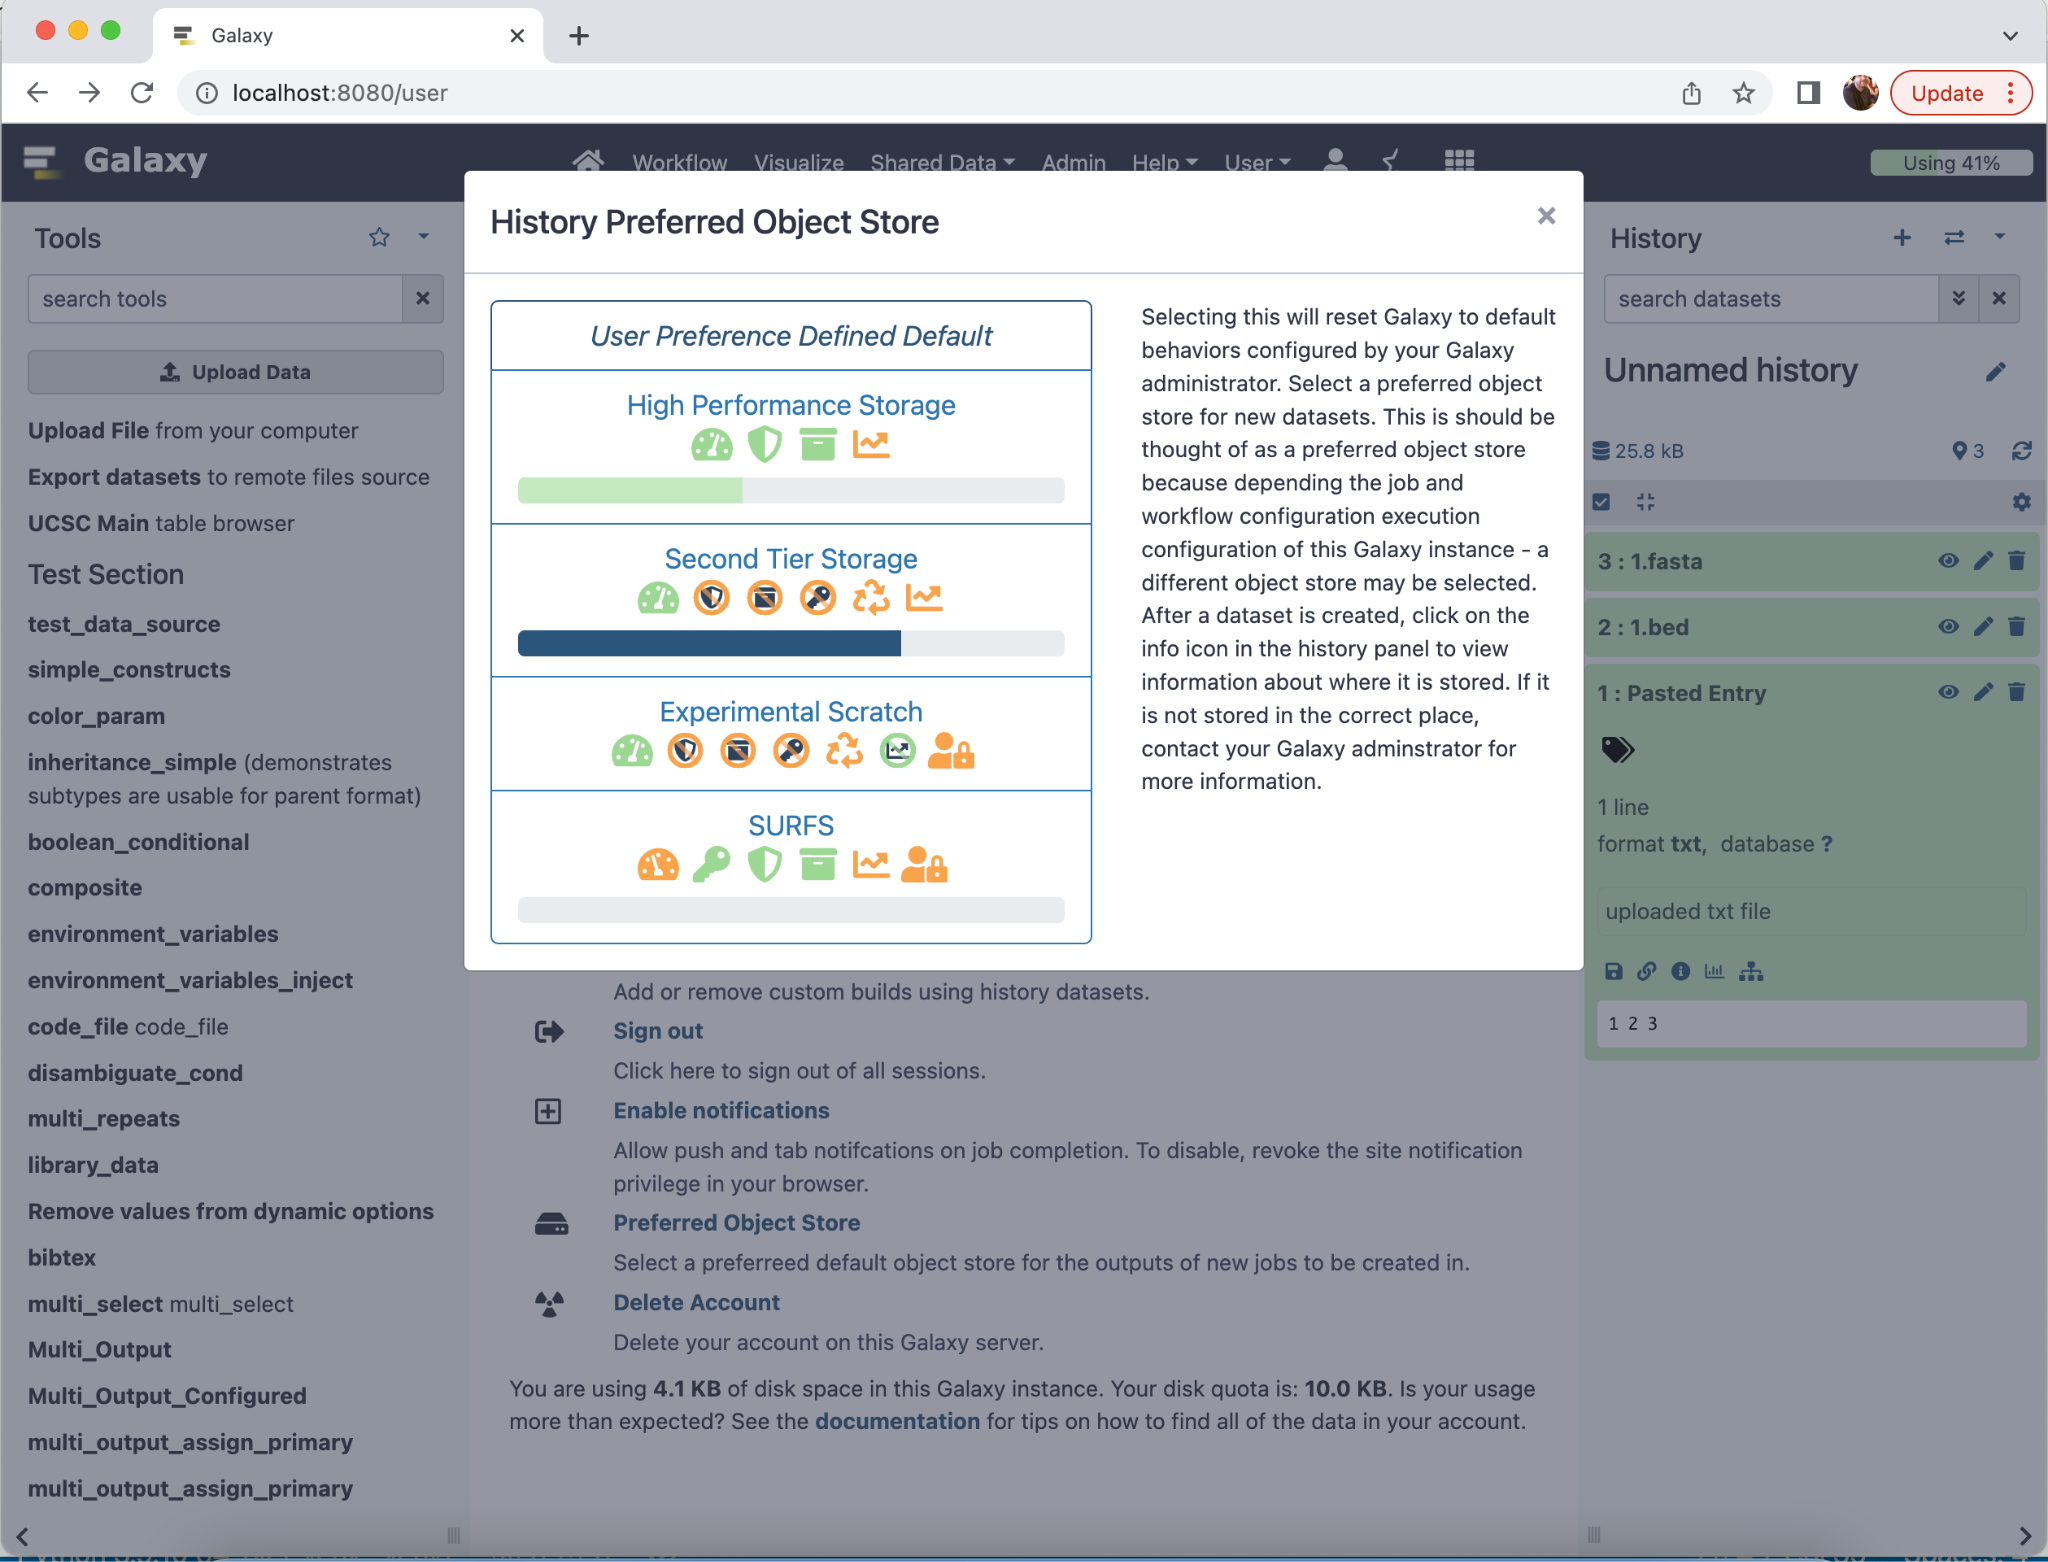 Galaxy
localhost:8080/user
Update
Galaxy
Workflow Visualize Shared Data Admin Help User
Using 41%
Tools
search tools
Upload Data
Upload File from your computer
Export datasets to remote files source
UCSC Main table browser
Test Section
test_data_source
simple_constructs
color_param
inheritance_simple (demonstrates
subtypes are usable for parent format)
boolean_conditional
composite
environment_variables
environment_variables_inject
code_file code_file
disambiguate_cond
multi_repeats
library_data
Remove values from dynamic options
bibtex
multi_select multi_select
Multi_Output
Multi_Output_Configured
multi_output_assign_primary
multi_output_assign_primary
History Preferred Object Store
User Preference Defined Default
High Performance Storage
Second Tier Storage
Experimental Scratch
SURFS
Selecting this will reset Galaxy to default
behaviors configured by your Galaxy
administrator. Select a preferred object
store for new datasets. This is should be
thought of as a preferred object store
because depending the job and
workflow configuration execution
configuration of this Galaxy instance - a
different object store may be selected.
After a dataset is created, click on the
info icon in the history panel to view
information about where it is stored. If it
is not stored in the correct place,
contact your Galaxy adminstrator for
more information.
Add or remove custom builds using history datasets.
Sign out
Click here to sign out of all sessions.
Enable notifications
Allow push and tab notifcations on job completion. To disable, revoke the site notification
privilege in your browser.
Preferred Object Store
Select a preferreed default object store for the outputs of new jobs to be created in.
Delete Account
Delete your account on this Galaxy server.
You are using 4.1 KB of disk space in this Galaxy instance. Your disk quota is: 10.0 KB. Is your usage
more than expected? See the documentation for tips on how to find all of the data in your account.
History
search datasets
Unnamed history
25.8 kB
3
3 : 1.fasta
2 : 1.bed
1 : Pasted Entry
1 line
format txt, database ?
uploaded txt file
1 2 3